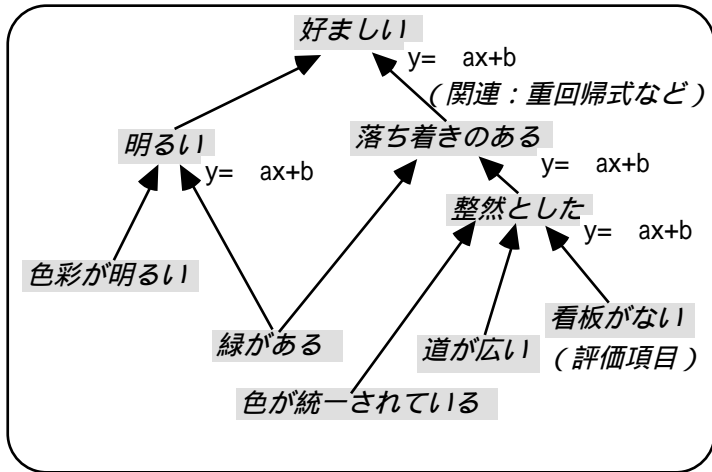 好ましい
y=　ax+b
（関連：重回帰式など）
明るい
y=　ax+b
落ち着きのある
y=　ax+b
整然とした
y=　ax+b
色彩が明るい
緑がある
道が広い
看板がない
（評価項目）
色が統一されている